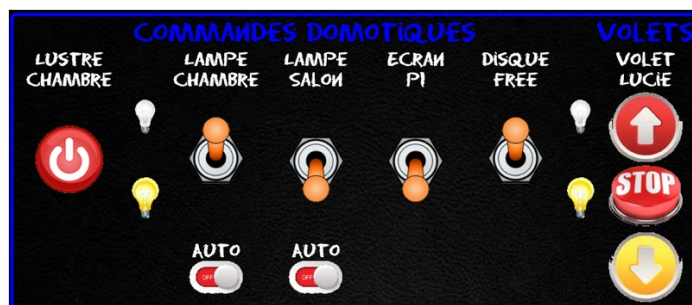 COMMANDES DOMOTIQUES
VOLETS
LUSTRE
CHAMBRE
LAMPE
CHAMBRE
LAMPE
SALON
ECRAN
PI
DISQUE
FREE
VOLET
LUCIE
STOP
AUTO
OFF
AUTO
OFF